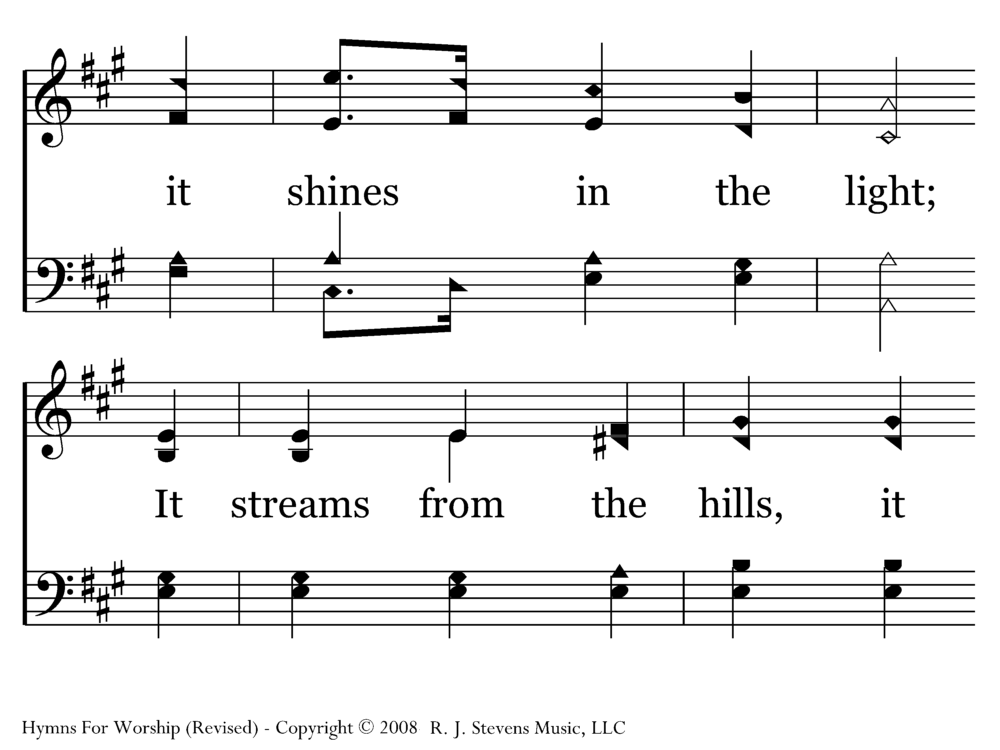 it shines in the light;
It streams from the hills, it
Hymns For Worship (Revised) - Copyright © 2008 R. J. Stevens Music, LLC